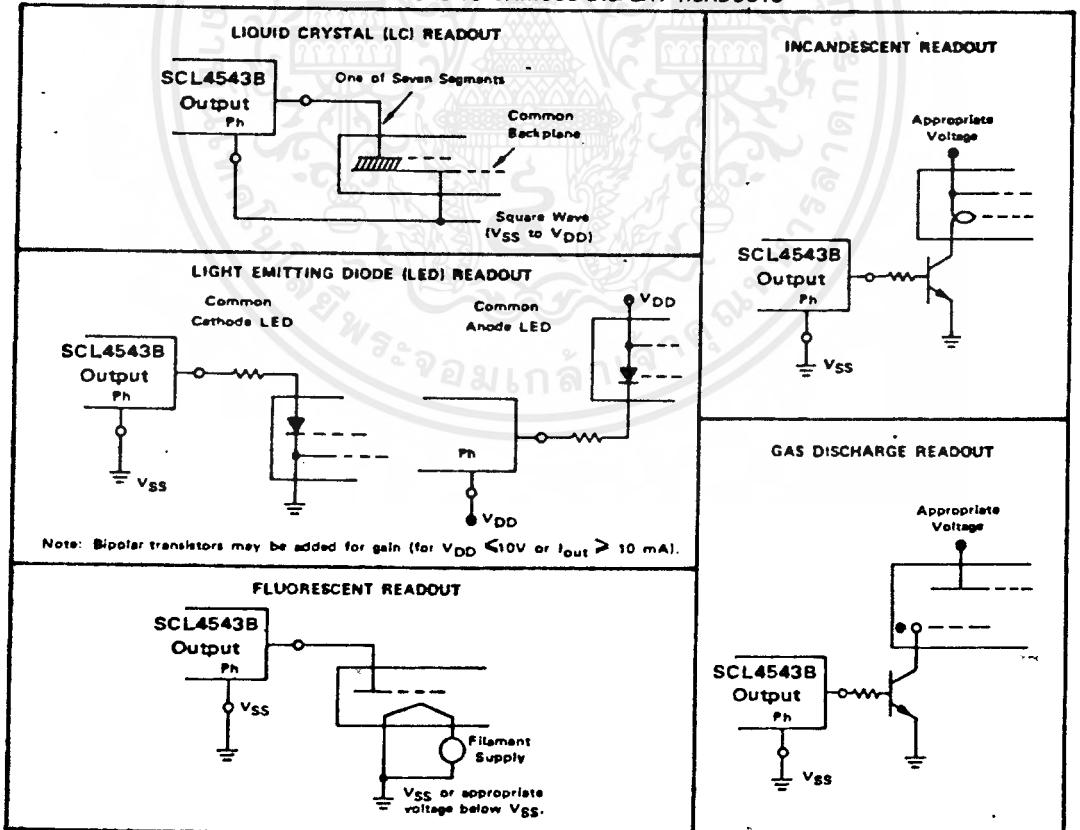 LIQUID CRYSTAL (LC) READOUT
SCL4543B
Output
Ph
One of Seven Segments
Common
Backplane
Square Wave
(VSS to VDD)
LIGHT EMITTING DIODE (LED) READOUT
Common
Cathode LED
SCL4543B
Output
Ph
VSS
Common
Anode LED
VDD
Ph
VDD
Note: Bipolar transistors may be added for gain (for VDD ≤10V or Iout ≥ 10 mA).
FLUORESCENT READOUT
SCL4543B
Output
Ph
VSS
Filament
Supply
VSS or appropriate
voltage below VSS.
INCANDESCENT READOUT
Appropriate
Voltage
SCL4543B
Output
Ph
VSS
GAS DISCHARGE READOUT
Appropriate
Voltage
SCL4543B
Output
Ph
VSS